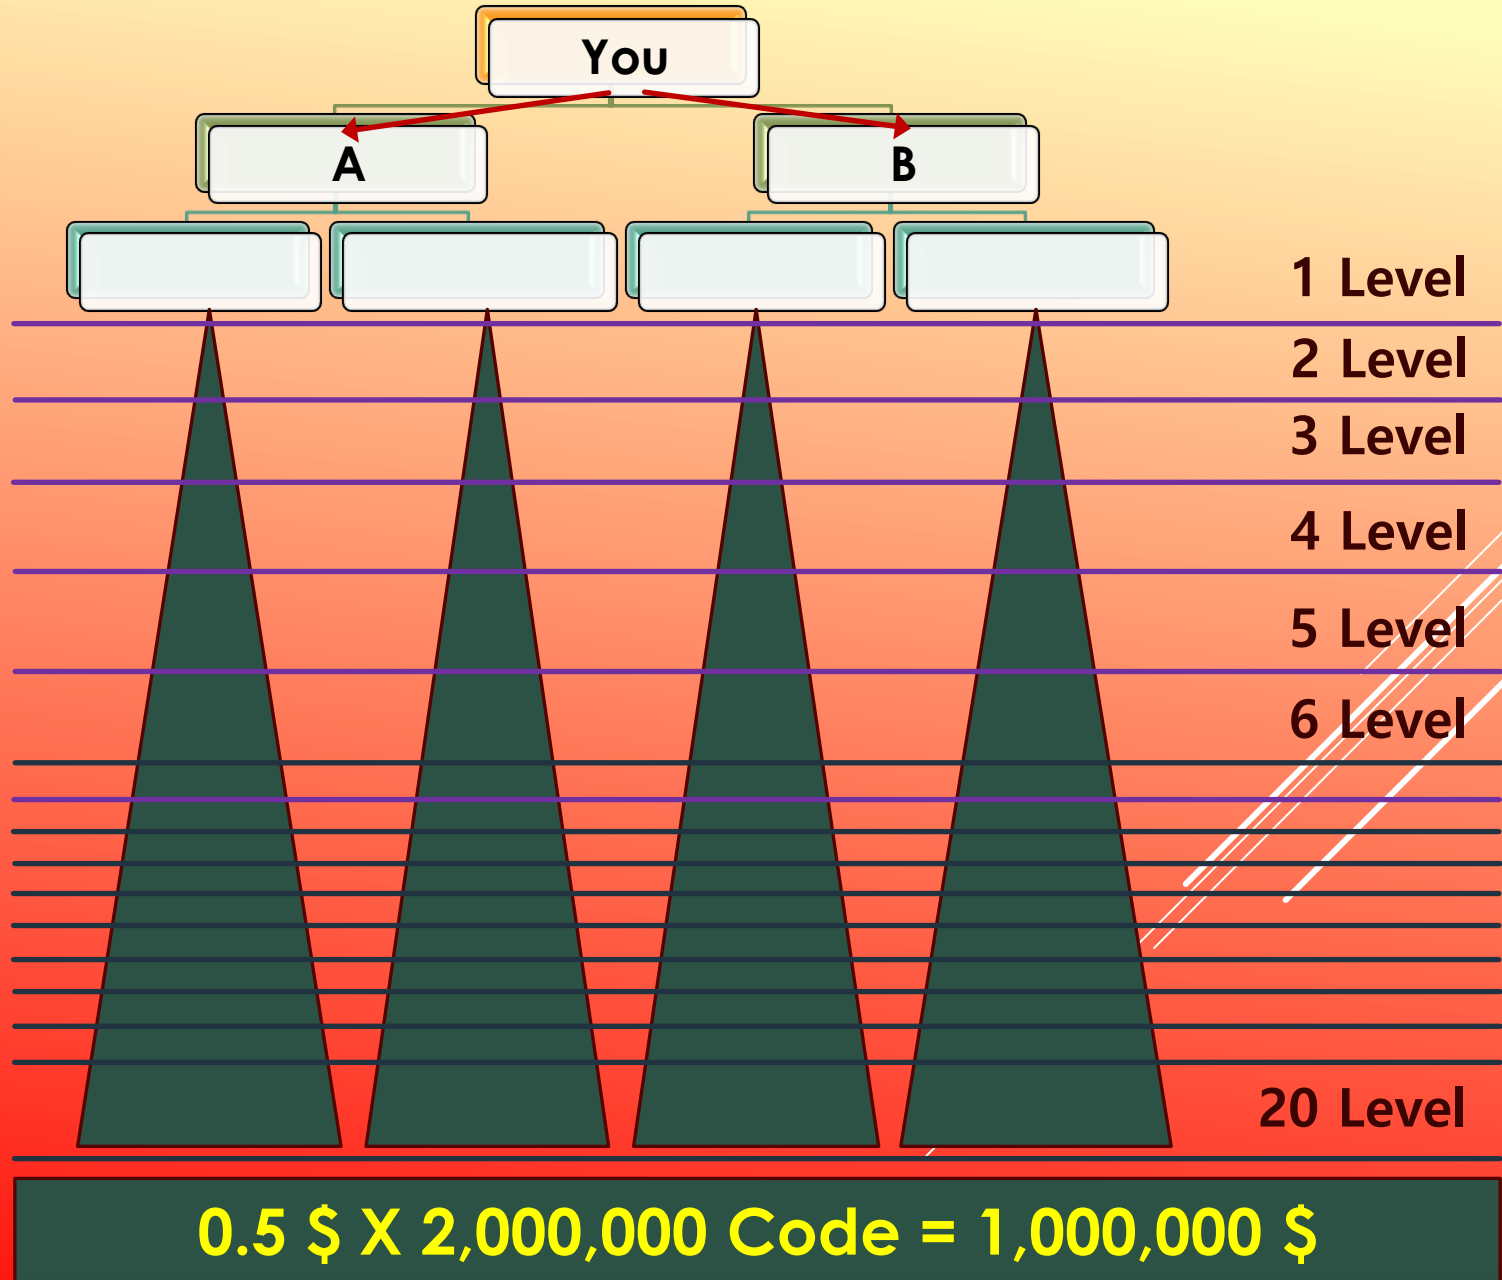 You
A
B
1 Level
2 Level
3 Level
4 Level
5 Level
6 Level
20 Level
0.5 $ X 2,000,000 Code = 1,000,000 $